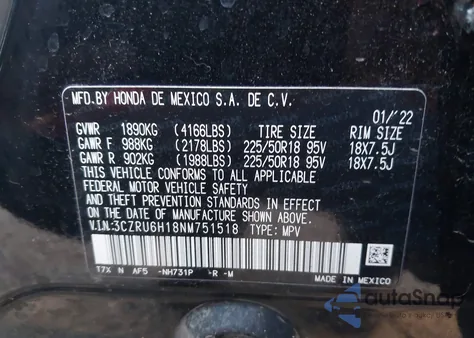 MFD.BY HONDA DE MEXICO S.A. DE C.V.
01/'22
GVWR 1890KG (4166LBS) TIRE SIZE RIM SIZE
GAWR F 988KG (2178LBS) 225/50R18 95V 18X7.5J
GAWR R 902KG (1988LBS) 225/50R18 95V 18X7.5J
THIS VEHICLE CONFORMS TO ALL APPLICABLE
FEDERAL MOTOR VEHICLE SAFETY, BUMPER, AND
THEFT PREVENTION STANDARDS IN EFFECT ON THE
DATE OF MANUFACTURE SHOWN ABOVE.
V.I.N:3CZRU6H18NM751518 TYPE: MPV
17X N AF5 -NH731P -R -M
MADE IN MEXICO
autoSnap